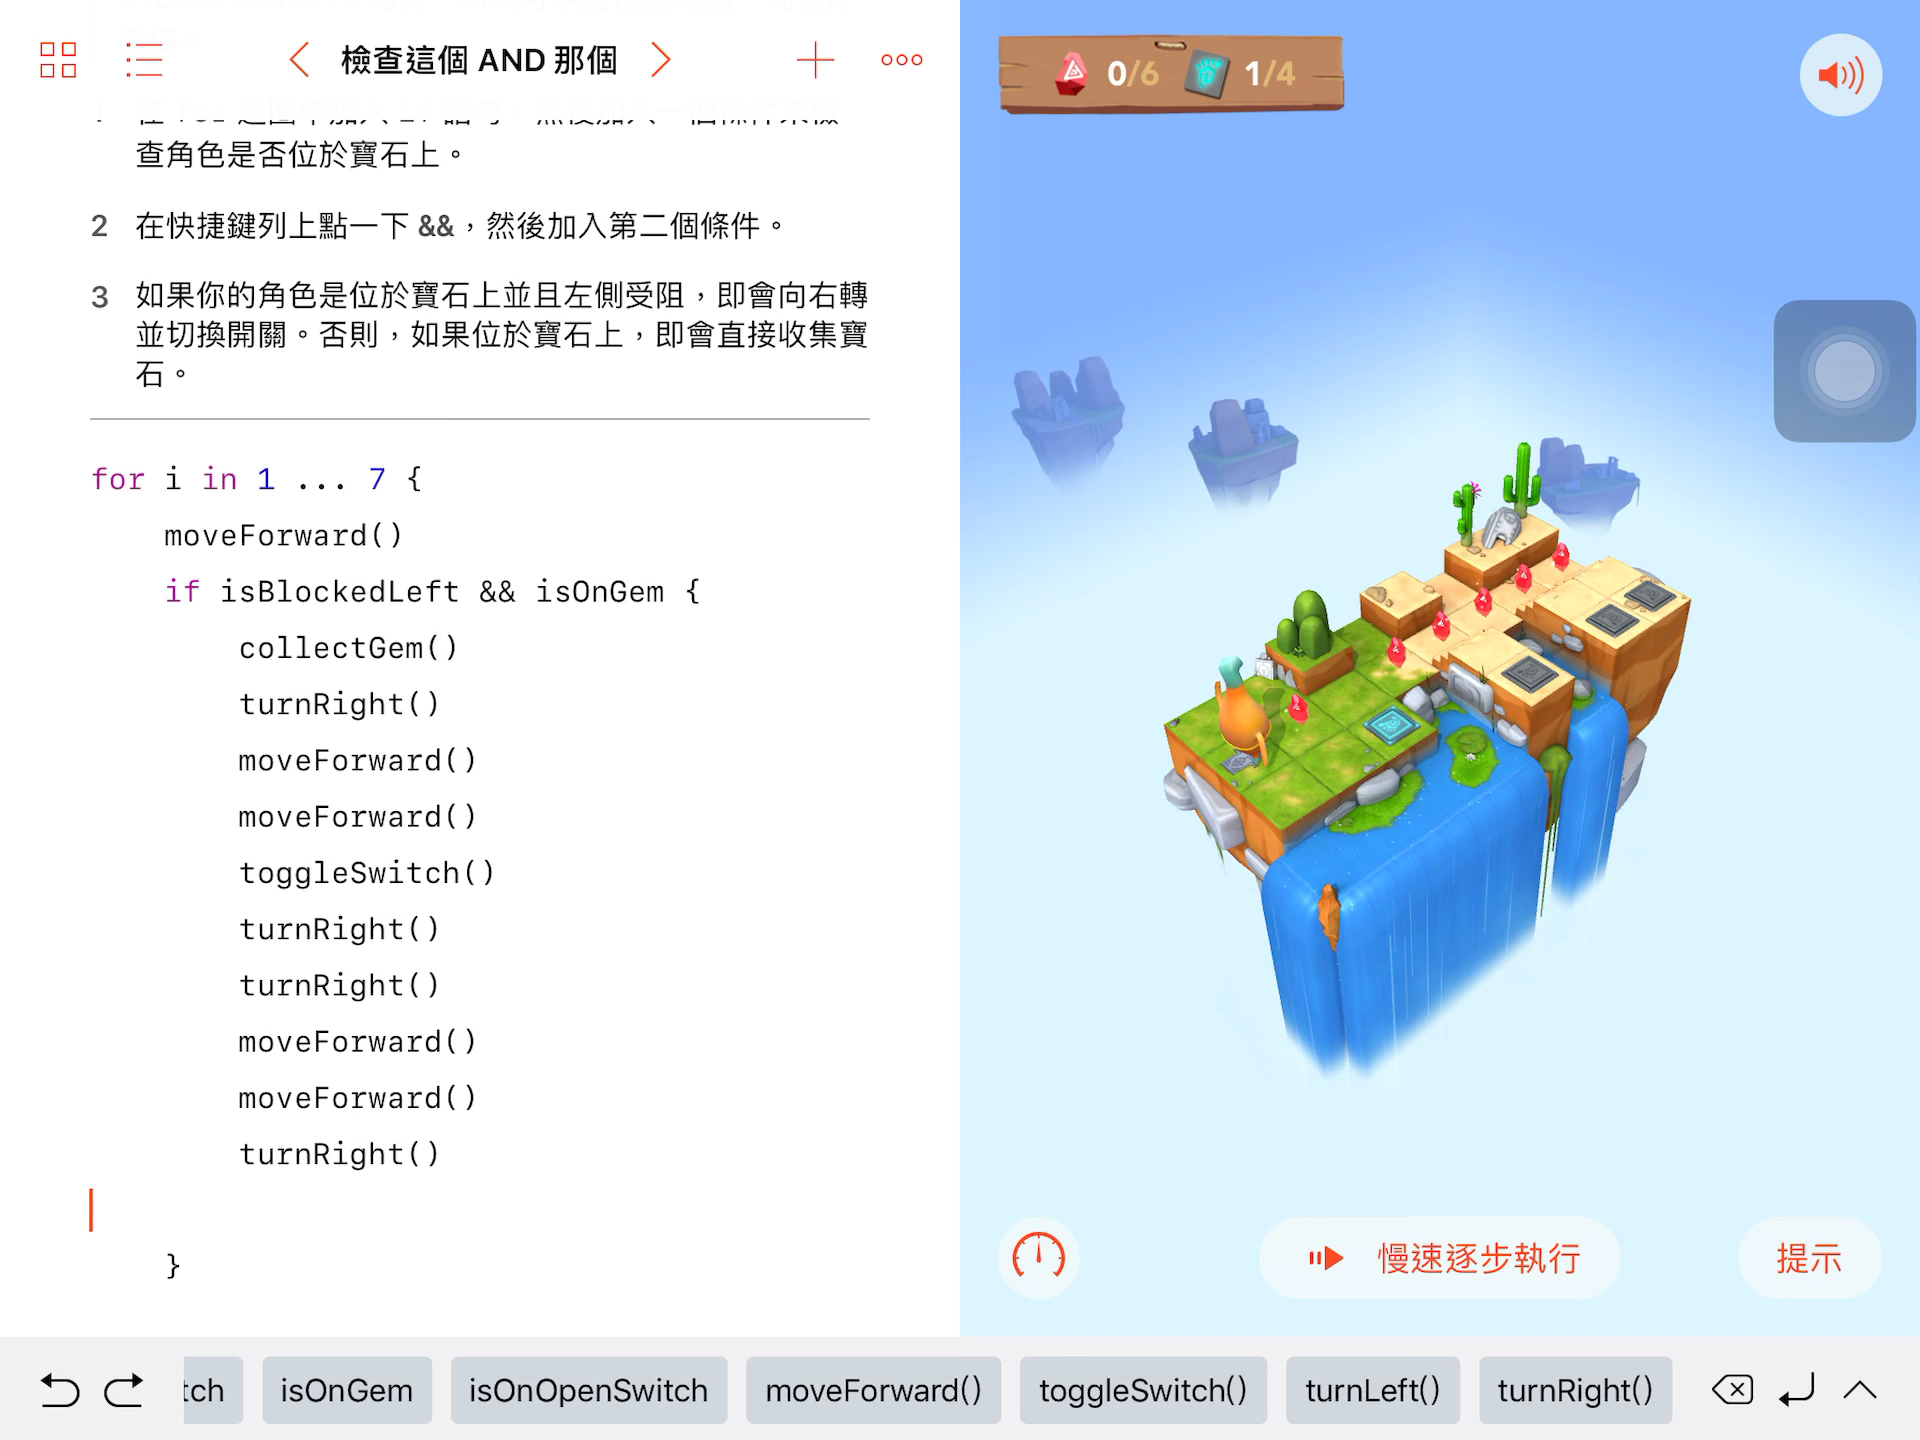 檢查這個 AND 那個
0/6
1/4
查角色是否位於寶石上。
2 在快捷鍵列上點一下 &&，然後加入第二個條件。
3 如果你的角色是位於寶石上並且左側受阻，即會向右轉
並切換開關。否則，如果位於寶石上，即會直接收集寶
石。
for i in 1 ... 7 {
moveForward()
if isBlockedLeft && isOnGem {
collectGem()
turnRight()
moveForward()
moveForward()
toggleSwitch()
turnRight()
turnRight()
moveForward()
moveForward()
turnRight()
}
慢速逐步執行
提示
tch
isOnGem
isOnOpenSwitch
moveForward()
toggleSwitch()
turnLeft()
turnRight()